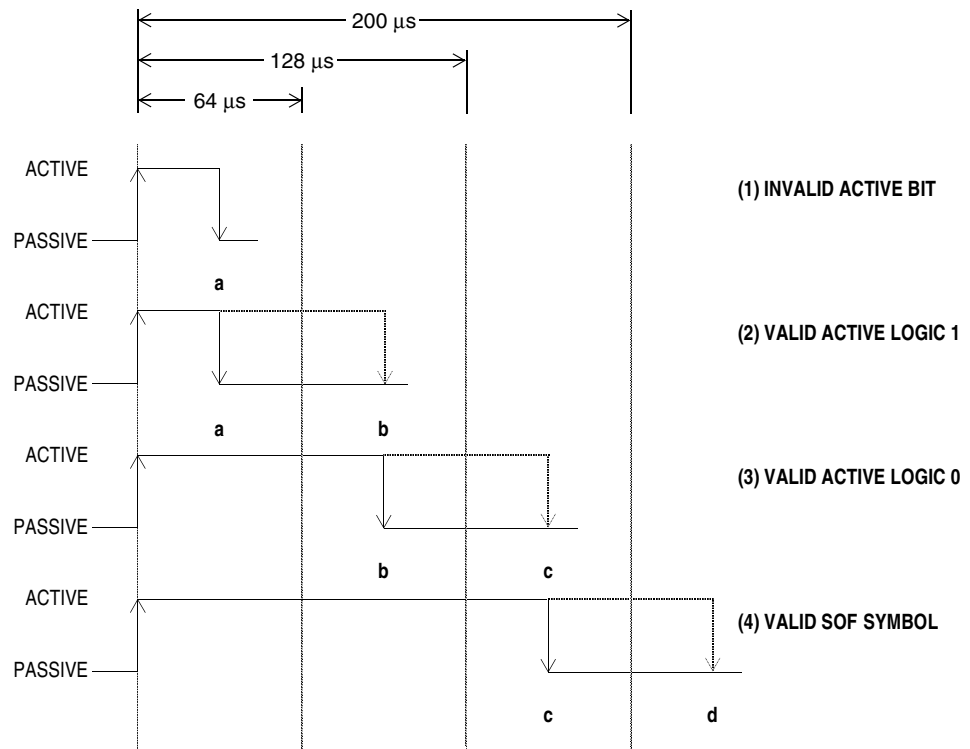 200 µs
128 µs
64 µs
ACTIVE
(1) INVALID ACTIVE BIT
PASSIVE
a
ACTIVE
(2) VALID ACTIVE LOGIC 1
PASSIVE
a b
ACTIVE
(3) VALID ACTIVE LOGIC 0
PASSIVE
b c
ACTIVE
(4) VALID SOF SYMBOL
PASSIVE
c d